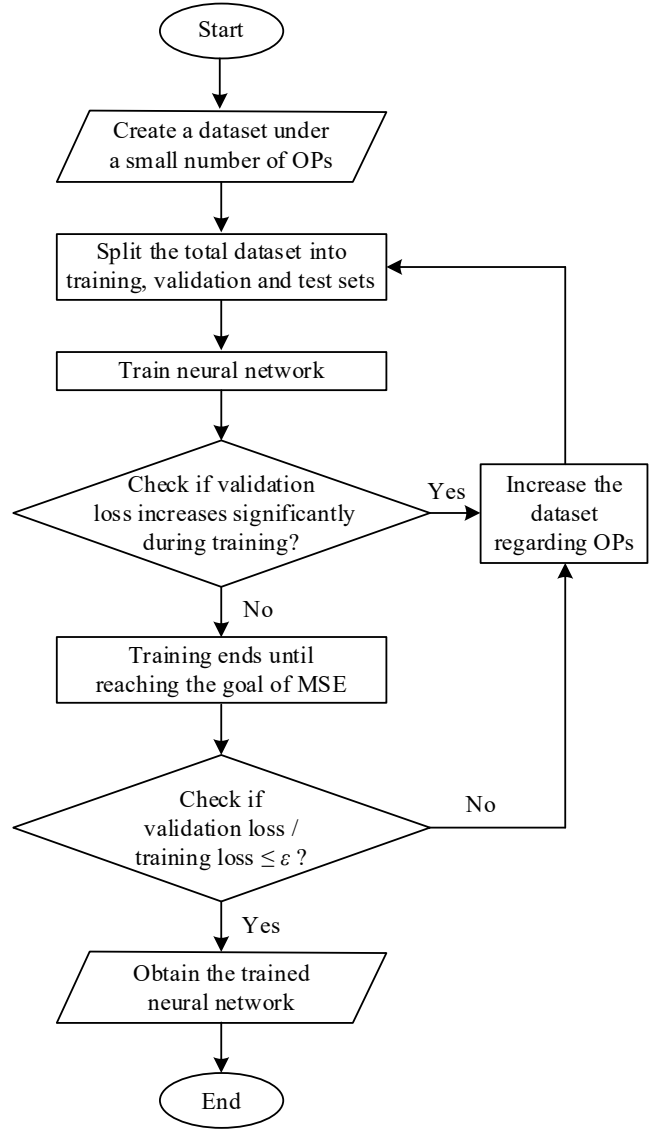 Start
Create a dataset under
a small number of OPs
Split the total dataset into
training, validation and test sets
Train neural network
Check if validation
loss increases significantly
during training?
Yes
Increase the
dataset
regarding OPs
No
Training ends until
reaching the goal of MSE
Check if
validation loss /
training loss ≤ ε ?
No
Yes
Obtain the trained
neural network
End